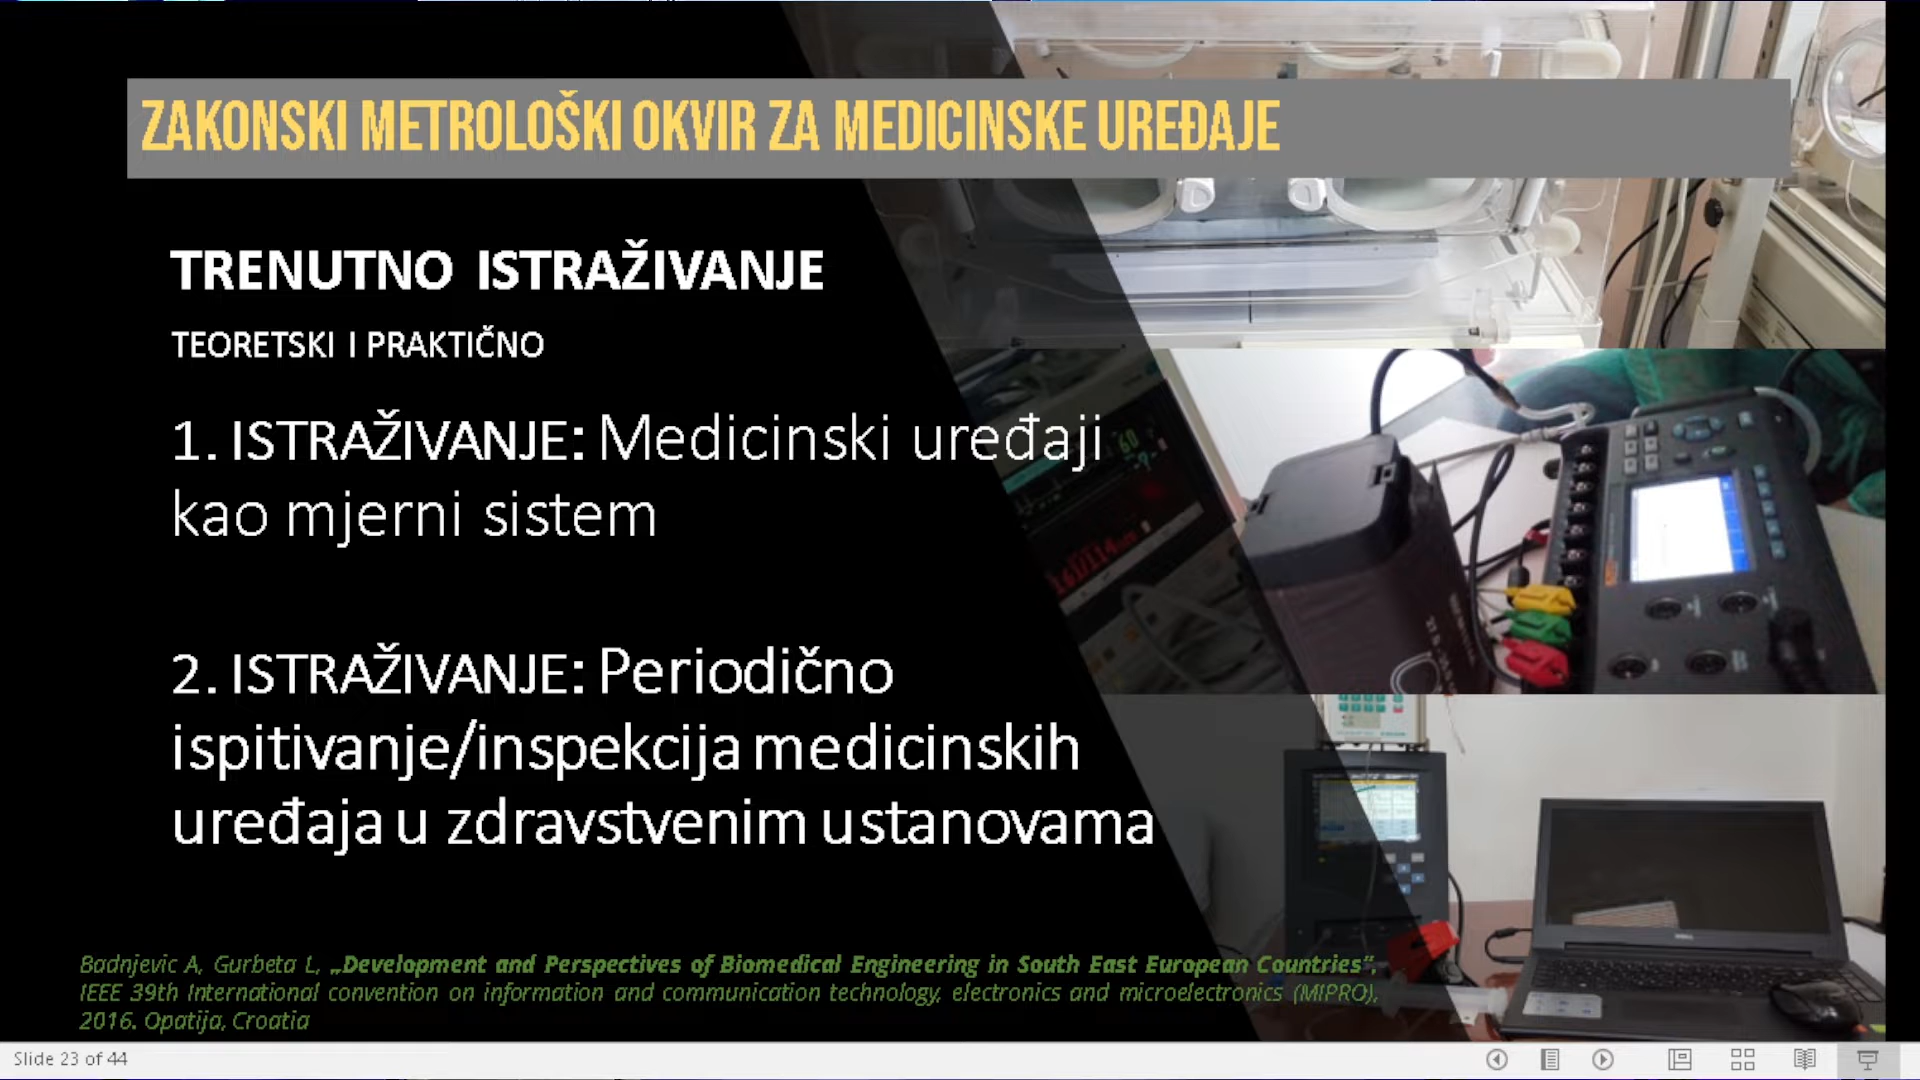 ZAKONSKI METROLOŠKI OKVIR ZA MEDICINSKE UREĐAJE
TRENUTNO ISTRAŽIVANJE
TEORETSKI I PRAKTIČNO
1. ISTRAŽIVANJE: Medicinski uređaji
kao mjerni sistem
2. ISTRAŽIVANJE: Periodično
ispitivanje/inspekcija medicinskih
uređaja u zdravstvenim ustanovama
Badnjevic A, Gurbeta L, „Development and Perspectives of Biomedical Engineering in South East European Countries",
IEEE 39th International convention on information and communication technology, electronics and microelectronics (MIPRO),
2016. Opatija, Croatia
Slide 23 of 44